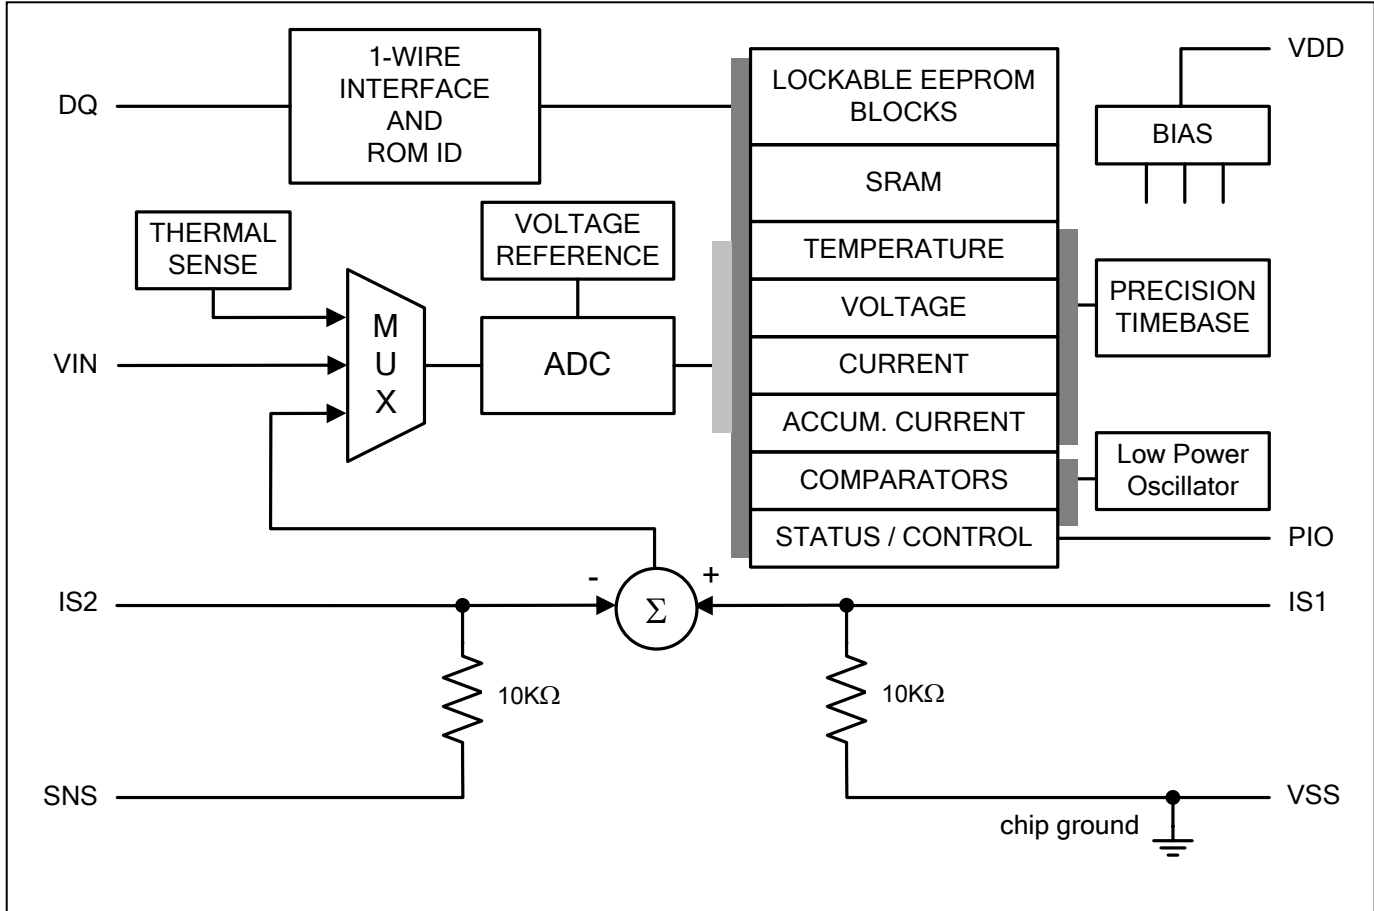 1-WIRE
INTERFACE
AND
ROM ID
DQ
LOCKABLE EEPROM
BLOCKS
VDD
BIAS
SRAM
THERMAL
SENSE
VOLTAGE
REFERENCE
TEMPERATURE
PRECISION
TIMEBASE
VOLTAGE
M
U
X
VIN
ADC
CURRENT
ACCUM. CURRENT
COMPARATORS
Low Power
Oscillator
STATUS / CONTROL
PIO
- +
IS2
Σ
IS1
10KΩ
10KΩ
SNS
VSS
chip ground